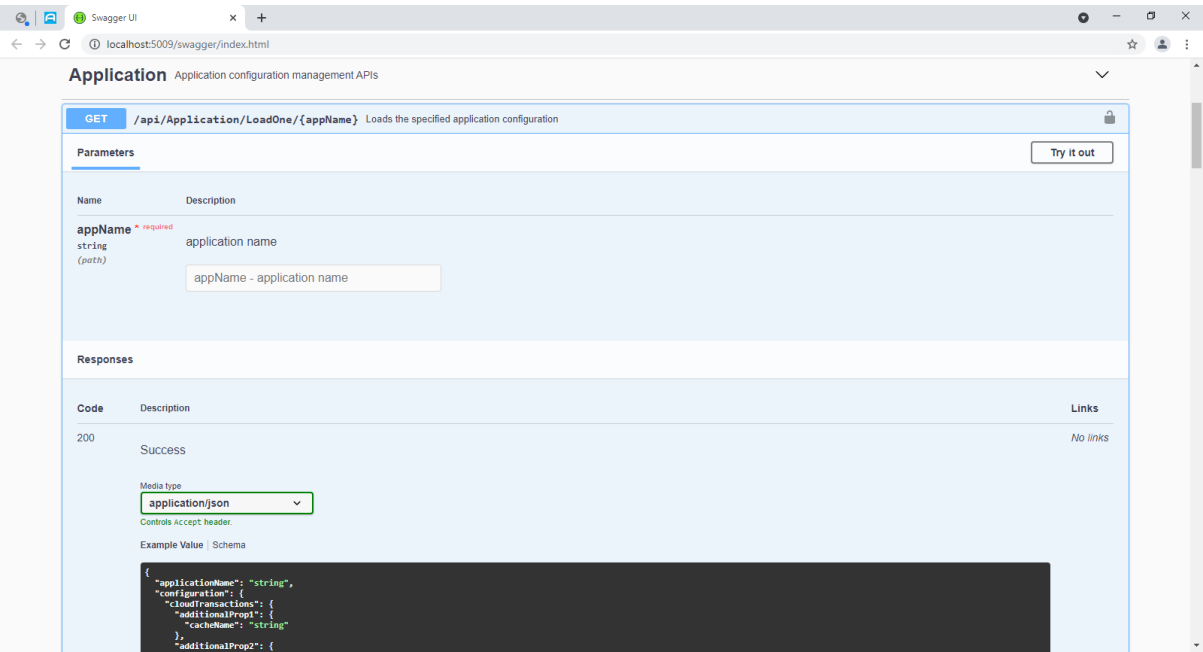 Swagger UI
localhost:5009/swagger/index.html
Application Application configuration management APIs
GET /api/Application/LoadOne/{appName} Loads the specified application configuration
Parameters
Try it out
Name Description
appName * required
string
(path)
application name
appName - application name
Responses
Code Description Links
200 Success No links
Media type
application/json
Controls Accept header.
Example Value | Schema
{
"applicationName": "string",
"configuration": {
"cloudTransactions": {
"additionalProp1": {
"cacheName": "string"
},
"additionalProp2": {